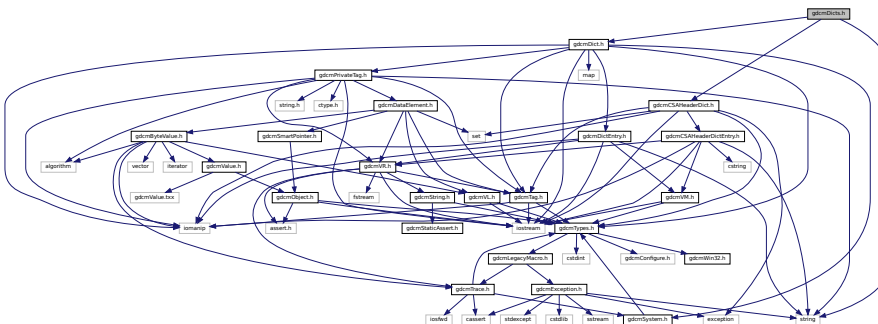 gdcmDicts.h
gdcmDict.h
gdcmPrivateTag.h
map
string.h
ctype.h
gdcmDataElement.h
gdcmCSAHeaderDict.h
gdcmByteValue.h
gdcmSmartPointer.h
set
gdcmDictEntry.h
gdcmCSAHeaderDictEntry.h
algorithm
vector
iterator
gdcmValue.h
gdcmVR.h
cstring
gdcmValue.txx
gdcmObject.h
fstream
gdcmString.h
gdcmVL.h
gdcmTag.h
gdcmVM.h
iomanip
assert.h
gdcmStaticAssert.h
iostream
gdcmTypes.h
gdcmLegacyMacro.h
cstdint
gdcmConfigure.h
gdcmWin32.h
gdcmTrace.h
gdcmException.h
iosfwd
cassert
stdexcept
cstdlib
sstream
gdcmSystem.h
exception
string